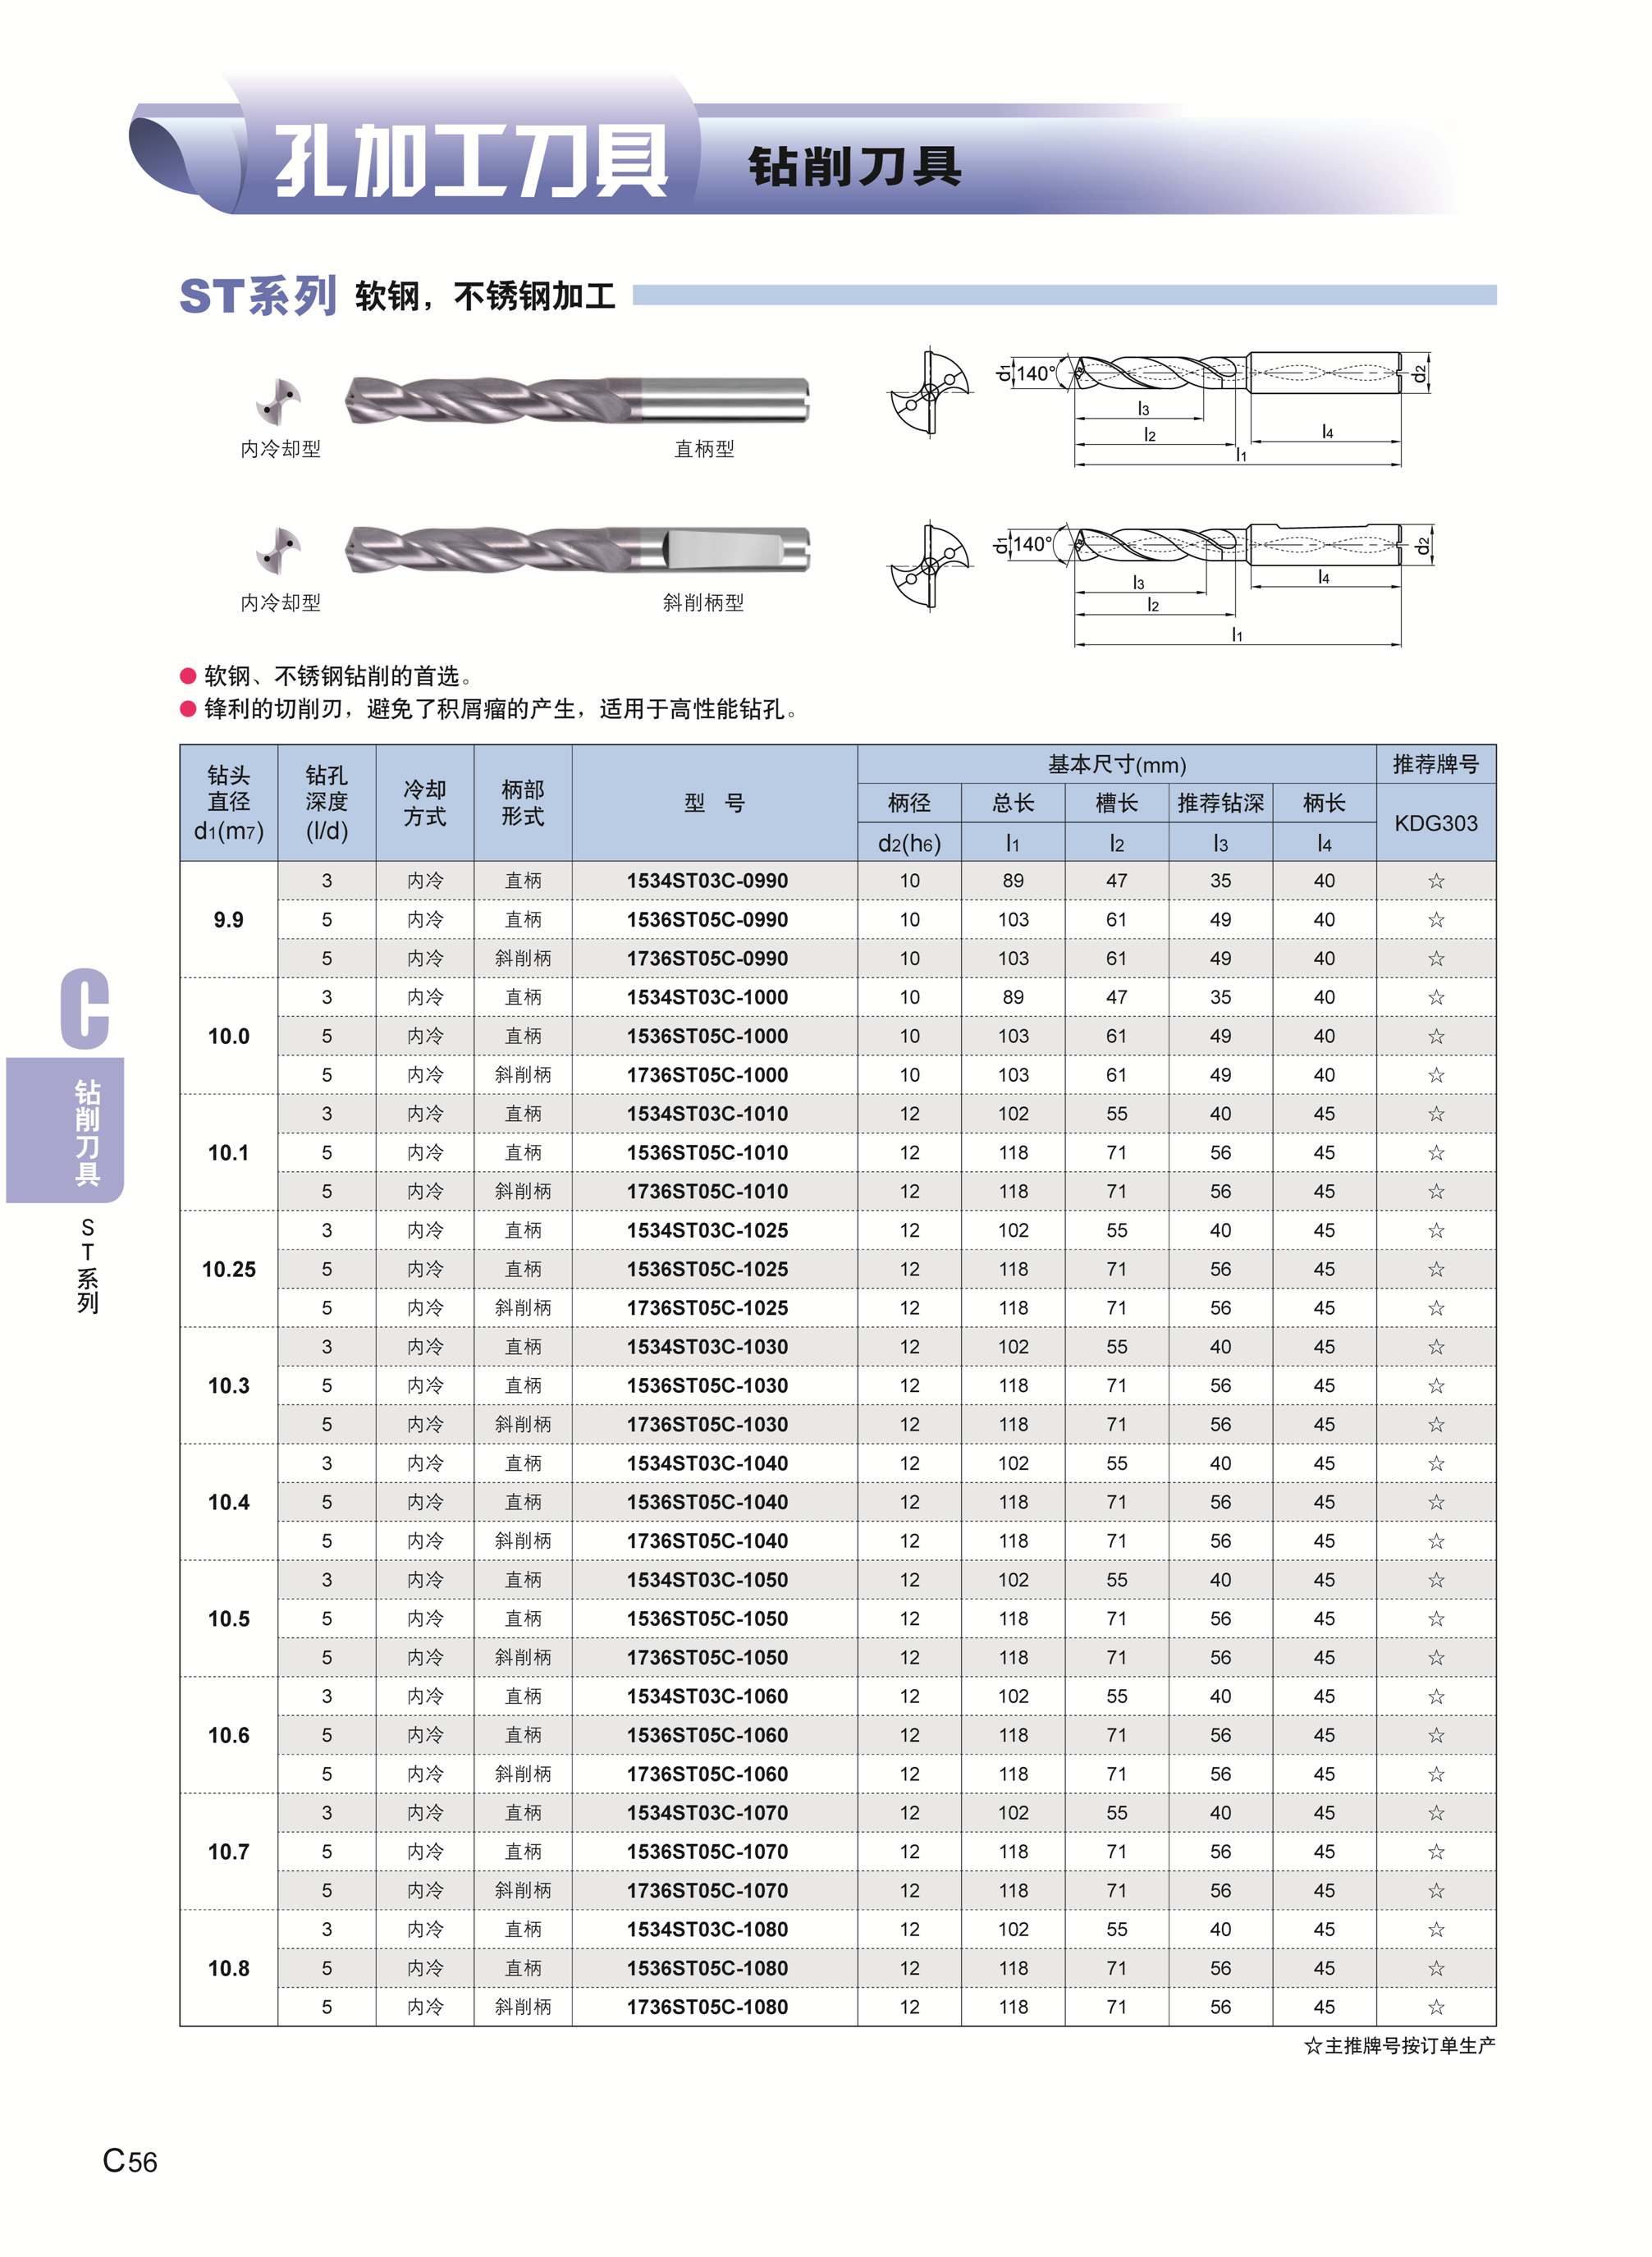 孔加工刀具 钻削刀具
ST系列 软钢，不锈钢加工
内冷却型 直柄型
d1 140° l3 l2 l4 l1 d2
内冷却型 斜削柄型
d1 140° l3 l2 l4 l1 d2
● 软钢、不锈钢钻削的首选。
● 锋利的切削刃，避免了积屑瘤的产生，适用于高性能钻孔。
钻头直径 d1(m7) 钻孔深度 (l/d) 冷却方式 柄部形式 型 号 基本尺寸(mm) 推荐牌号
柄径 总长 槽长 推荐钻深 柄长 KDG303
d2(h6) l1 l2 l3 l4
9.9 3 内冷 直柄 1534ST03C-0990 10 89 47 35 40 ☆
5 内冷 直柄 1536ST05C-0990 10 103 61 49 40 ☆
5 内冷 斜削柄 1736ST05C-0990 10 103 61 49 40 ☆
10.0 3 内冷 直柄 1534ST03C-1000 10 89 47 35 40 ☆
5 内冷 直柄 1536ST05C-1000 10 103 61 49 40 ☆
5 内冷 斜削柄 1736ST05C-1000 10 103 61 49 40 ☆
10.1 3 内冷 直柄 1534ST03C-1010 12 102 55 40 45 ☆
5 内冷 直柄 1536ST05C-1010 12 118 71 56 45 ☆
5 内冷 斜削柄 1736ST05C-1010 12 118 71 56 45 ☆
10.25 3 内冷 直柄 1534ST03C-1025 12 102 55 40 45 ☆
5 内冷 直柄 1536ST05C-1025 12 118 71 56 45 ☆
5 内冷 斜削柄 1736ST05C-1025 12 118 71 56 45 ☆
10.3 3 内冷 直柄 1534ST03C-1030 12 102 55 40 45 ☆
5 内冷 直柄 1536ST05C-1030 12 118 71 56 45 ☆
5 内冷 斜削柄 1736ST05C-1030 12 118 71 56 45 ☆
10.4 3 内冷 直柄 1534ST03C-1040 12 102 55 40 45 ☆
5 内冷 直柄 1536ST05C-1040 12 118 71 56 45 ☆
5 内冷 斜削柄 1736ST05C-1040 12 118 71 56 45 ☆
10.5 3 内冷 直柄 1534ST03C-1050 12 102 55 40 45 ☆
5 内冷 直柄 1536ST05C-1050 12 118 71 56 45 ☆
5 内冷 斜削柄 1736ST05C-1050 12 118 71 56 45 ☆
10.6 3 内冷 直柄 1534ST03C-1060 12 102 55 40 45 ☆
5 内冷 直柄 1536ST05C-1060 12 118 71 56 45 ☆
5 内冷 斜削柄 1736ST05C-1060 12 118 71 56 45 ☆
10.7 3 内冷 直柄 1534ST03C-1070 12 102 55 40 45 ☆
5 内冷 直柄 1536ST05C-1070 12 118 71 56 45 ☆
5 内冷 斜削柄 1736ST05C-1070 12 118 71 56 45 ☆
10.8 3 内冷 直柄 1534ST03C-1080 12 102 55 40 45 ☆
5 内冷 直柄 1536ST05C-1080 12 118 71 56 45 ☆
5 内冷 斜削柄 1736ST05C-1080 12 118 71 56 45 ☆
☆主推牌号按订单生产
C
钻削刀具
ST系列
C56